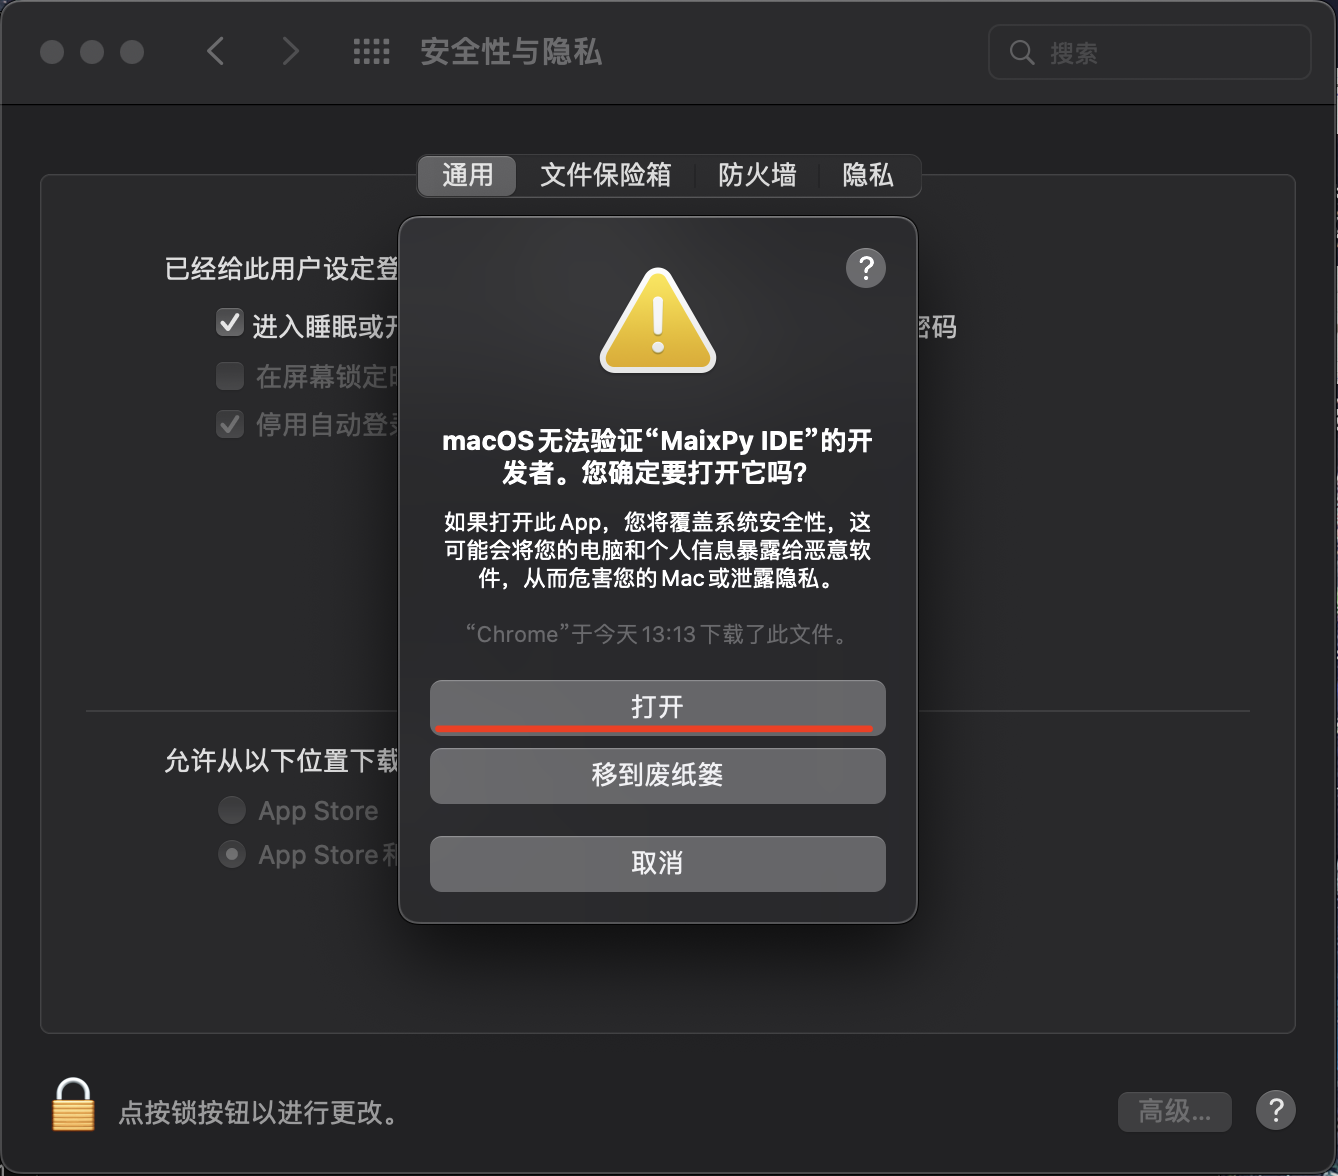 安全性与隐私
搜索
通用 文件保险箱 防火墙 隐私
已经给此用户设定登
进入睡眠或开
密码
在屏幕锁定时
停用自动登录
?
macOS无法验证“MaixPy IDE”的开
发者。您确定要打开它吗?
如果打开此App，您将覆盖系统安全性，这
可能会将您的电脑和个人信息暴露给恶意软
件，从而危害您的Mac或泄露隐私。
“Chrome”于今天13:13下载了此文件。
打开
移到废纸篓
取消
允许从以下位置下载
App Store
App Store和
点按锁按钮以进行更改。
高级... ?